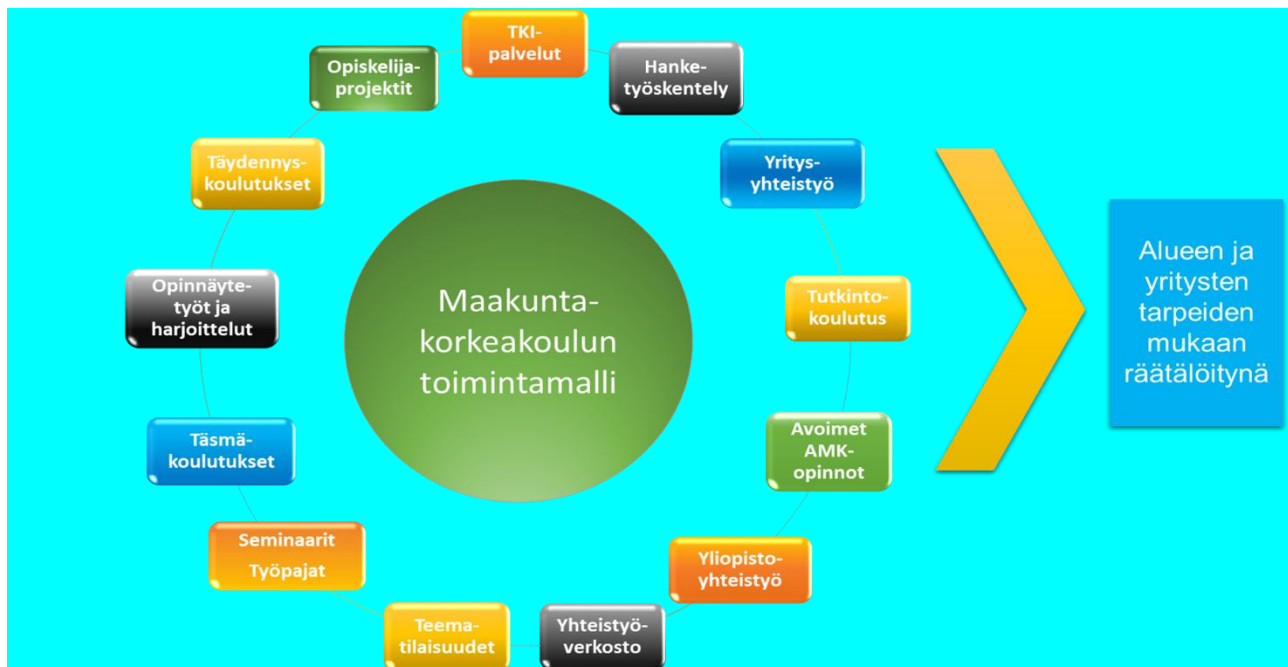 TKI-
palvelut
Hanke-
työskentely
Yritys-
yhteistyö
Tutkinto-
koulutus
Avoimet
AMK-
opinnot
Yliopisto-
yhteistyö
Yhteistyö-
verkosto
Teema-
tilaisuudet
Seminaarit
Työpajat
Täsmä-
koulutukset
Opinnäyte-
työt ja
harjoittelut
Täydennys-
koulutukset
Opiskelija-
projektit
Maakunta-
korkeakoulun
toimintamalli
Alueen ja
yritysten
tarpeiden
mukaan
räätälöitynä